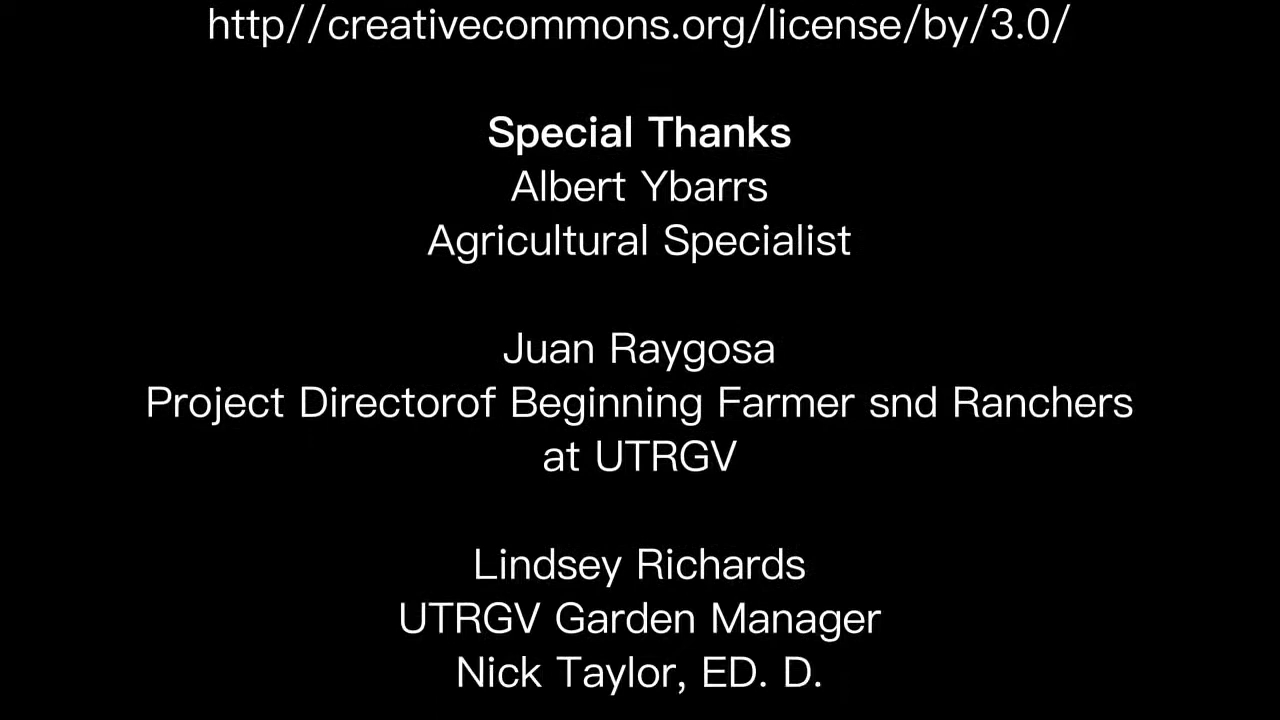 http//creativecommons.org/license/by/3.0/
Special Thanks
Albert Ybarrs
Agricultural Specialist
Juan Raygosa
Project Directorof Beginning Farmer snd Ranchers
at UTRGV
Lindsey Richards
UTRGV Garden Manager
Nick Taylor, ED. D.